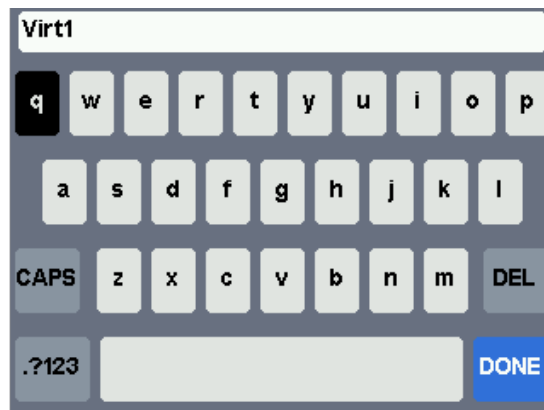 Virt1
q w e r t y u i o p
a s d f g h j k l
CAPS z x c v b n m DEL
.?123 DONE